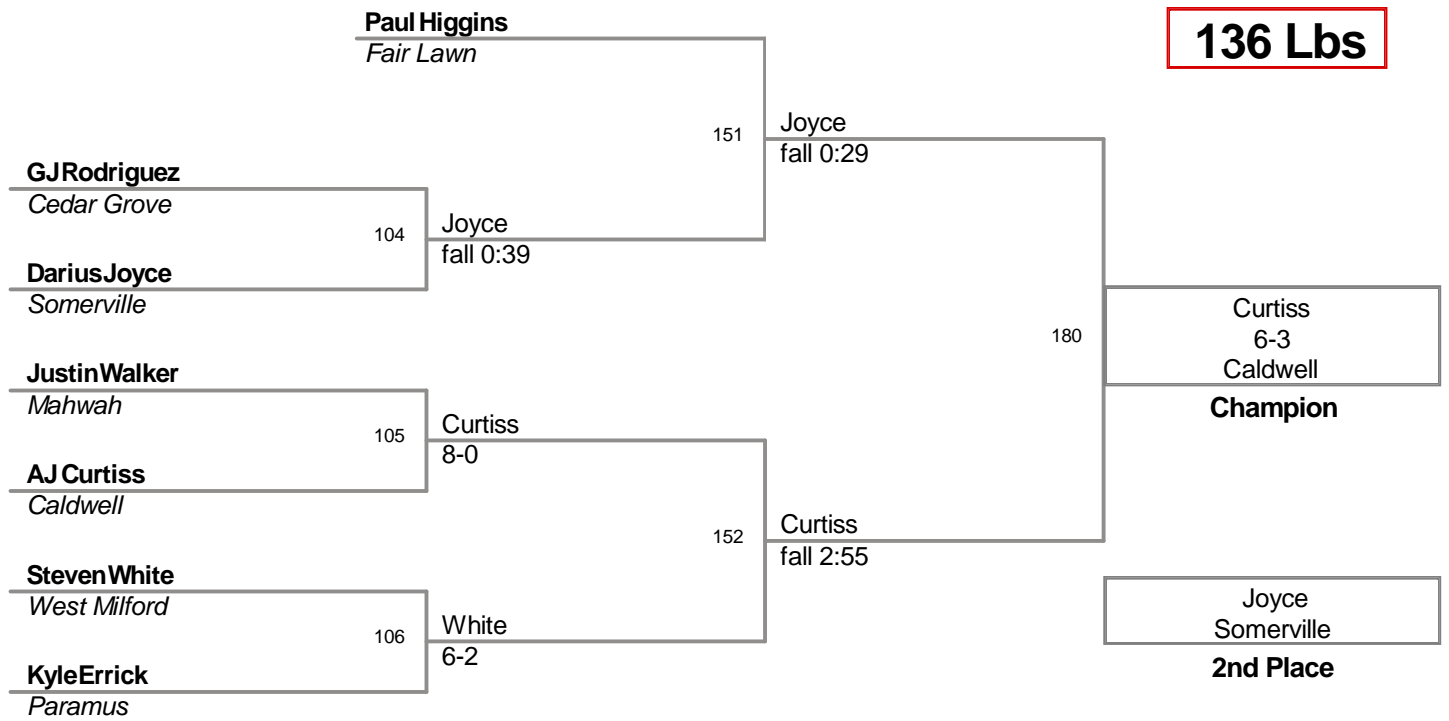 Paul Higgins
Fair Lawn
136 Lbs
151
Joyce
fall 0:29
GJ Rodriguez
Cedar Grove
104
Joyce
fall 0:39
Darius Joyce
Somerville
180
Curtiss
6-3
Caldwell
Champion
Justin Walker
Mahwah
105
Curtiss
8-0
AJ Curtiss
Caldwell
152
Curtiss
fall 2:55
Steven White
West Milford
106
White
6-2
Kyle Errick
Paramus
Joyce
Somerville
2nd Place